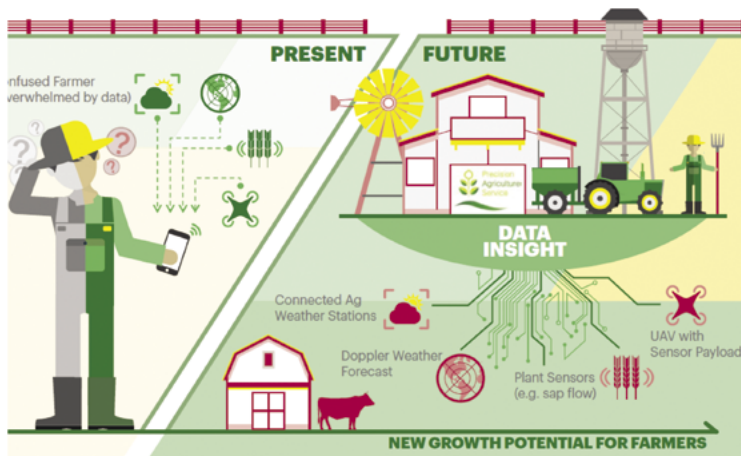 PRESENT
FUTURE
onfused Farmer
verwhelmed by data)
?
?
?
?
Precision
Agriculture
Service
DATA
INSIGHT
Connected Ag
Weather Stations
Doppler Weather
Forecast
Plant Sensors
(e.g. sap flow)
UAV with
Sensor Payload
NEW GROWTH POTENTIAL FOR FARMERS